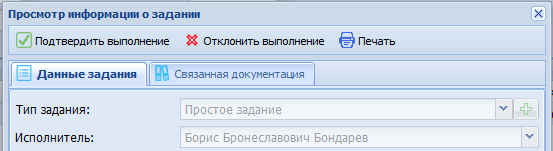 Просмотр информации о задании
Подтвердить выполнение Отклонить выполнение Печать
Данные задания Связанная документация
Тип задания: Простое задание
Исполнитель: Борис Бронеславович Бондарев